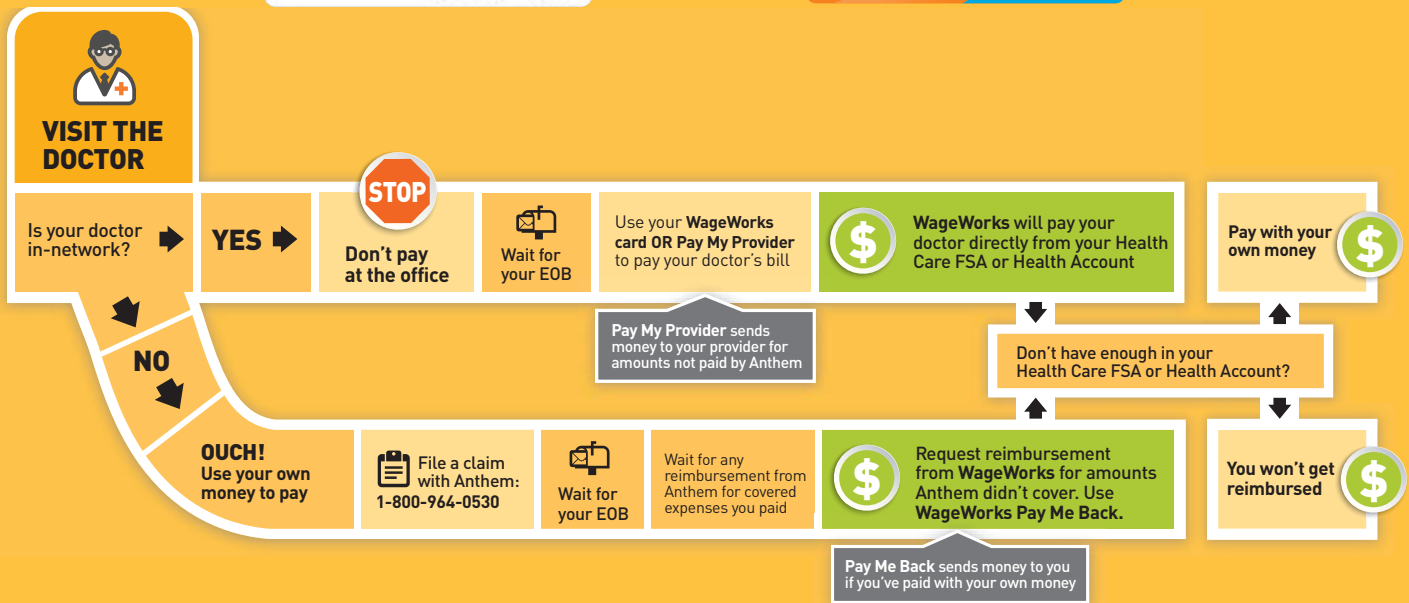 VISIT THE
DOCTOR
Is your doctor
in-network?
YES
STOP
Don't pay
at the office
Wait for
your EOB
Use your WageWorks
card OR Pay My Provider
to pay your doctor's bill
$
WageWorks will pay your
doctor directly from your Health
Care FSA or Health Account
Pay with your
own money
$
Pay My Provider sends
money to your provider for
amounts not paid by Anthem
Don't have enough in your
Health Care FSA or Health Account?
NO
OUCH!
Use your own
money to pay
File a claim
with Anthem:
1-800-964-0530
Wait for
your EOB
Wait for any
reimbursement from
Anthem for covered
expenses you paid
$
Request reimbursement
from WageWorks for amounts
Anthem didn't cover. Use
WageWorks Pay Me Back.
You won't get
reimbursed
$
Pay Me Back sends money to you
if you've paid with your own money